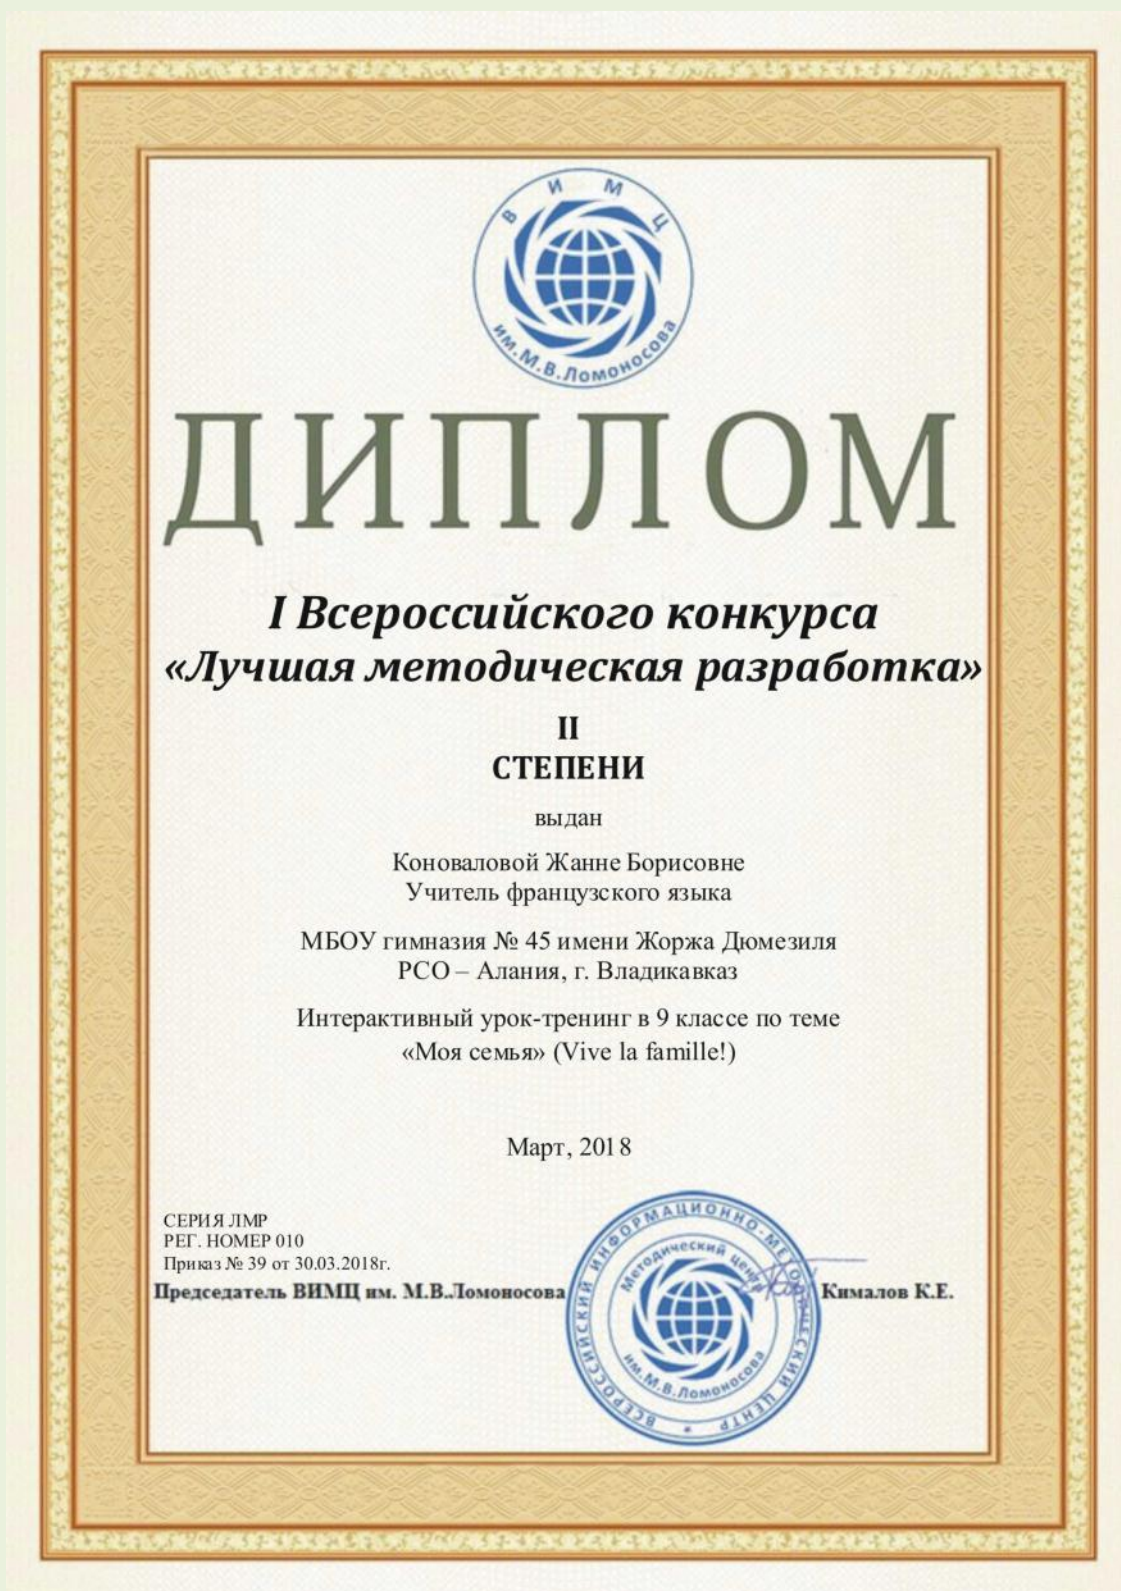 ВИМЦ
им.М.В.Ломоносова
ДИПЛОМ
I Всероссийского конкурса
«Лучшая методическая разработка»
II
СТЕПЕНИ
выдан
Коноваловой Жанне Борисовне
Учитель французского языка
МБОУ гимназия № 45 имени Жоржа Дюмезиля
РСО – Алания, г. Владикавказ
Интерактивный урок-тренинг в 9 классе по теме
«Моя семья» (Vive la famille!)
Март, 2018
СЕРИЯ ЛМР
РЕГ. НОМЕР 010
Приказ № 39 от 30.03.2018г.
Председатель ВИМЦ им. М.В.Ломоносова Кималов К.Е.
ВСЕРОССИЙСКИЙ ИНФОРМАЦИОННО-МЕТОДИЧЕСКИЙ ЦЕНТР
Методический центр
им.М.В.Ломоносова